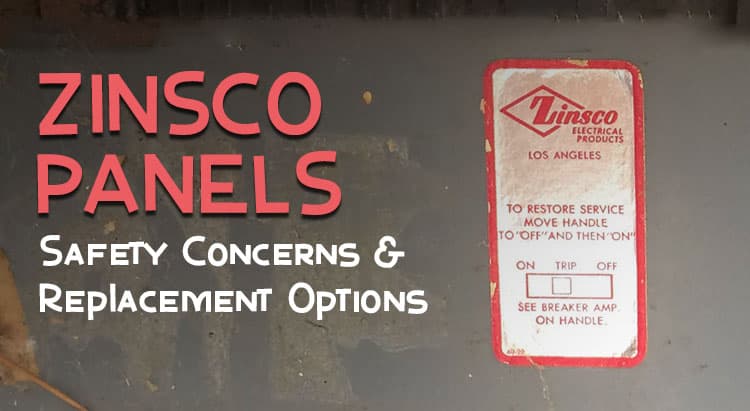 ZINSCO
PANELS
Safety Concerns &
Replacement Options
Zinsco
ELECTRICAL
PRODUCTS
LOS ANGELES
TO RESTORE SERVICE
MOVE HANDLE
TO "OFF" AND THEN "ON"
ON TRIP OFF
SEE BREAKER AMP.
ON HANDLE.